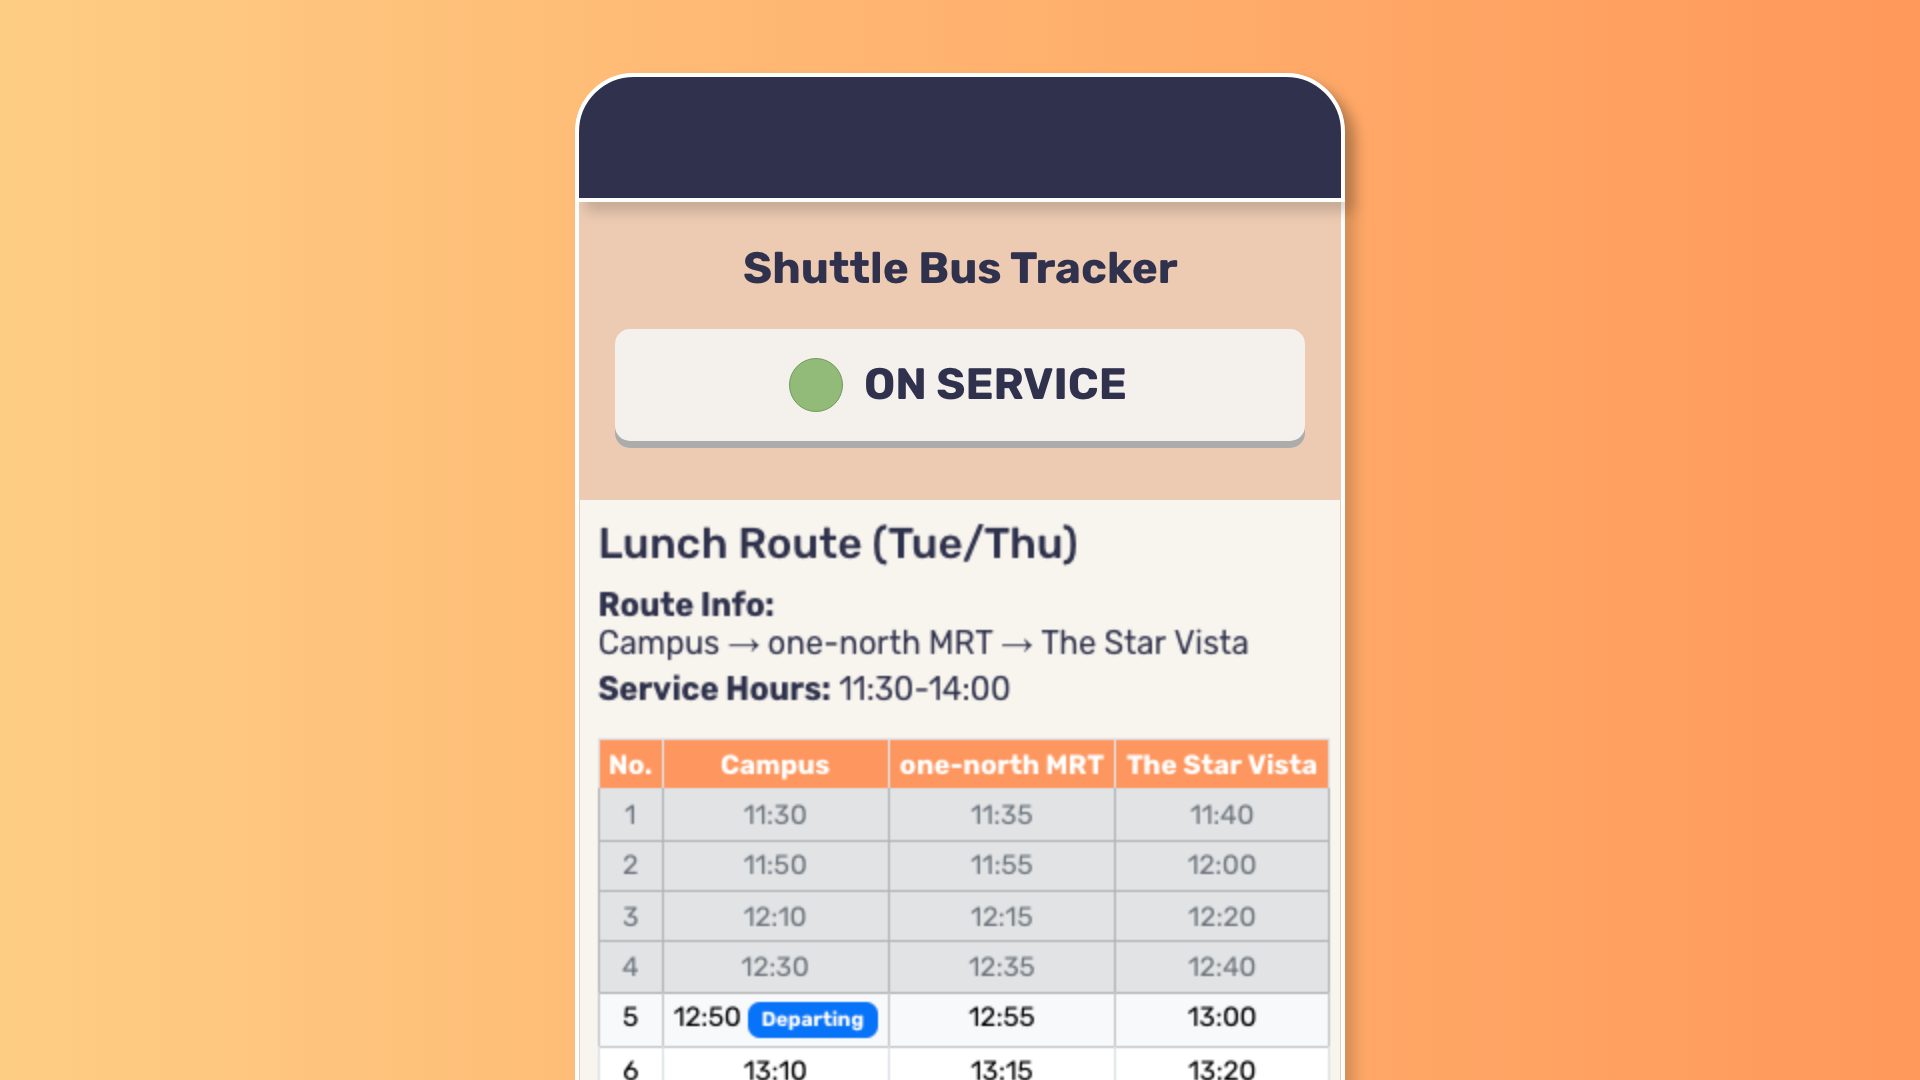 Shuttle Bus Tracker
ON SERVICE
Lunch Route (Tue/Thu)
Route Info:
Campus → one-north MRT → The Star Vista
Service Hours: 11:30-14:00
No. Campus one-north MRT The Star Vista
1 11:30 11:35 11:40
2 11:50 11:55 12:00
3 12:10 12:15 12:20
4 12:30 12:35 12:40
5 12:50 Departing 12:55 13:00
6 13:10 13:15 13:20